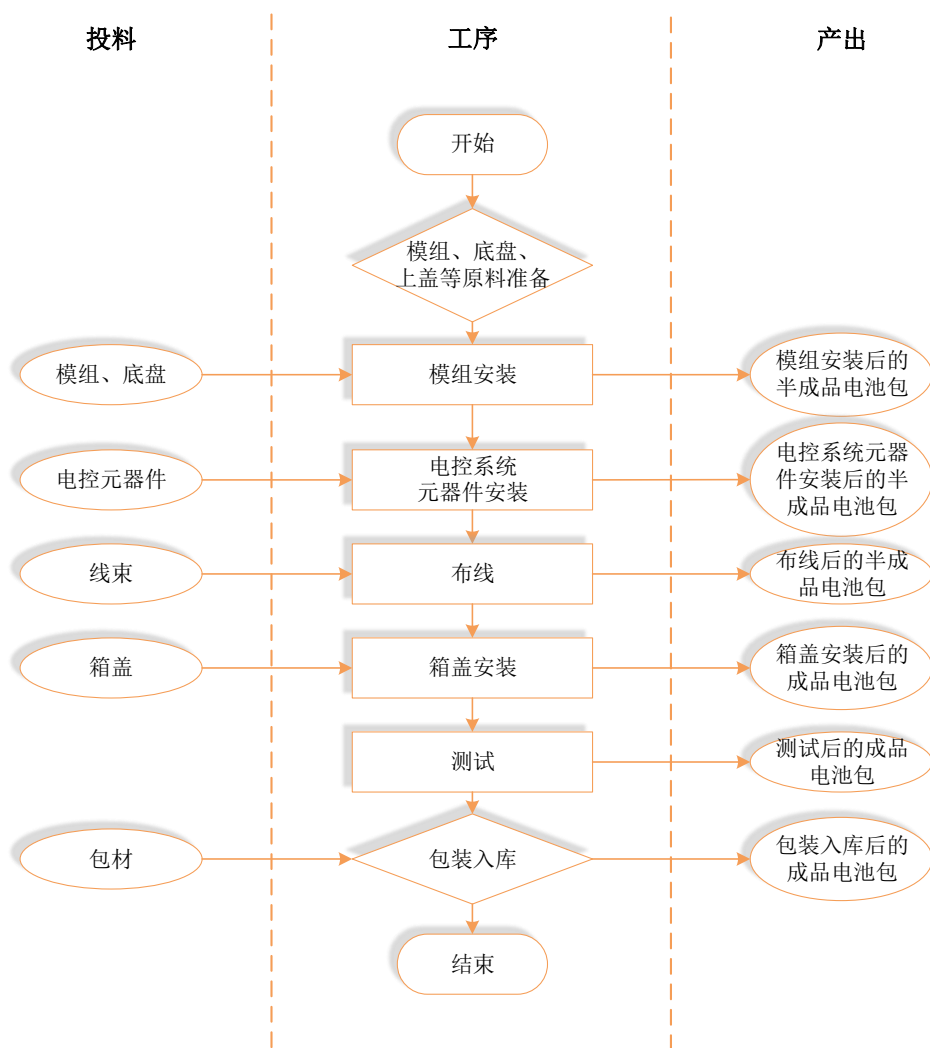 投料
工序
产出
开始
模组、底盘、
上盖等原料准备
模组、底盘
模组安装
模组安装后的
半成品电池包
电控元器件
电控系统
元器件安装
电控系统元器
件安装后的半
成品电池包
线束
布线
布线后的半成
品电池包
箱盖
箱盖安装
箱盖安装后的
成品电池包
测试
测试后的成品
电池包
包材
包装入库
包装入库后的
成品电池包
结束